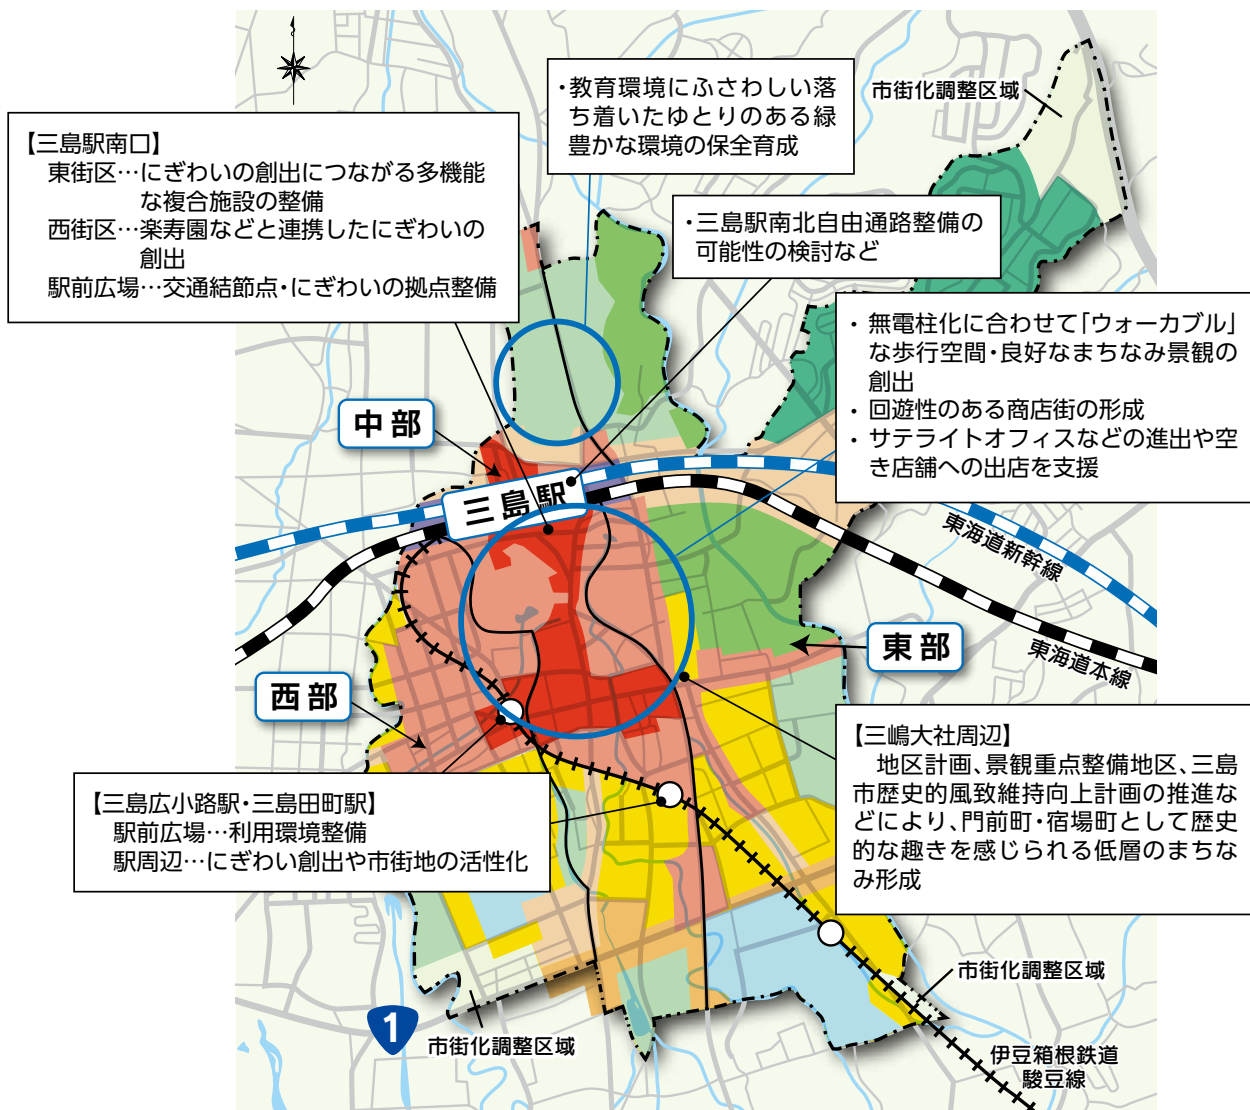 ・教育環境にふさわしい落
ち着いたゆとりのある緑
豊かな環境の保全育成
市街化調整区域
【三島駅南口】
東街区…にぎわいの創出につながる多機能
な複合施設の整備
西街区…楽寿園などと連携したにぎわいの
創出
駅前広場…交通結節点・にぎわいの拠点整備
・三島駅南北自由通路整備の
可能性の検討など
・無電柱化に合わせて「ウォーカブル」
な歩行空間・良好なまちなみ景観の
創出
・回遊性のある商店街の形成
・サテライトオフィスなどの進出や空
き店舗への出店を支援
中部
三島駅
東海道新幹線
東部
東海道本線
西部
【三嶋大社周辺】
地区計画、景観重点整備地区、三島
市歴史的風致維持向上計画の推進な
どにより、門前町・宿場町として歴史
的な趣きを感じられる低層のまちな
み形成
【三島広小路駅・三島田町駅】
駅前広場…利用環境整備
駅周辺…にぎわい創出や市街地の活性化
市街化調整区域
1
市街化調整区域
伊豆箱根鉄道
駿豆線